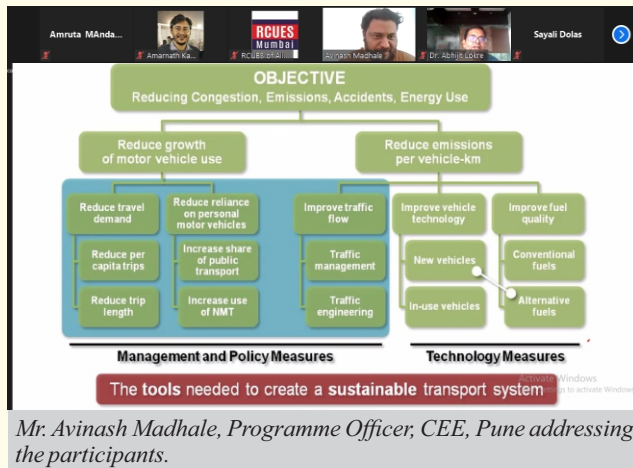 Amruta MAnda...
Amarnath Ka...
RCUES
Mumbai
RCUES of AI...
Avinash Madhale
Dr. Abhijit Lokre
Sayali Dolas
OBJECTIVE
Reducing Congestion, Emissions, Accidents, Energy Use
Reduce growth
of motor vehicle use
Reduce emissions
per vehicle-km
Reduce travel
demand
Reduce reliance
on personal
motor vehicles
Improve traffic
flow
Improve vehicle
technology
Improve fuel
quality
Reduce per
capita trips
Increase share
of public
transport
Traffic
management
New vehicles
Conventional
fuels
Reduce trip
length
Increase use
of NMT
Traffic
engineering
In-use vehicles
Alternative
fuels
Management and Policy Measures
Technology Measures
Activate Windows
ettings to activate Windows
The tools needed to create a sustainable transport system
Mr. Avinash Madhale, Programme Officer, CEE, Pune addressing
the participants.